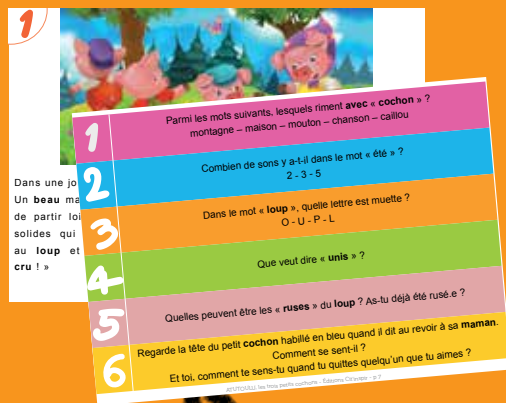 1
Dans une jo
Un beau ma
de partir loi
solides qui
au loup et
cru ! »
1
Parmi les mots suivants, lesquels riment avec « cochon » ?
montagne – maison – mouton – chanson – caillou
2
Combien de sons y a-t-il dans le mot « été » ?
2 - 3 - 5
3
Dans le mot « loup », quelle lettre est muette ?
O - U - P - L
4
Que veut dire « unis » ?
5
Quelles peuvent être les « ruses » du loup ? As-tu déjà été rusé.e ?
6
Regarde la tête du petit cochon habillé en bleu quand il dit au revoir à sa maman.
Comment se sent-il ?
Et toi, comment te sens-tu quand tu quittes quelqu'un que tu aimes ?
les trois petits cochons - Éditions